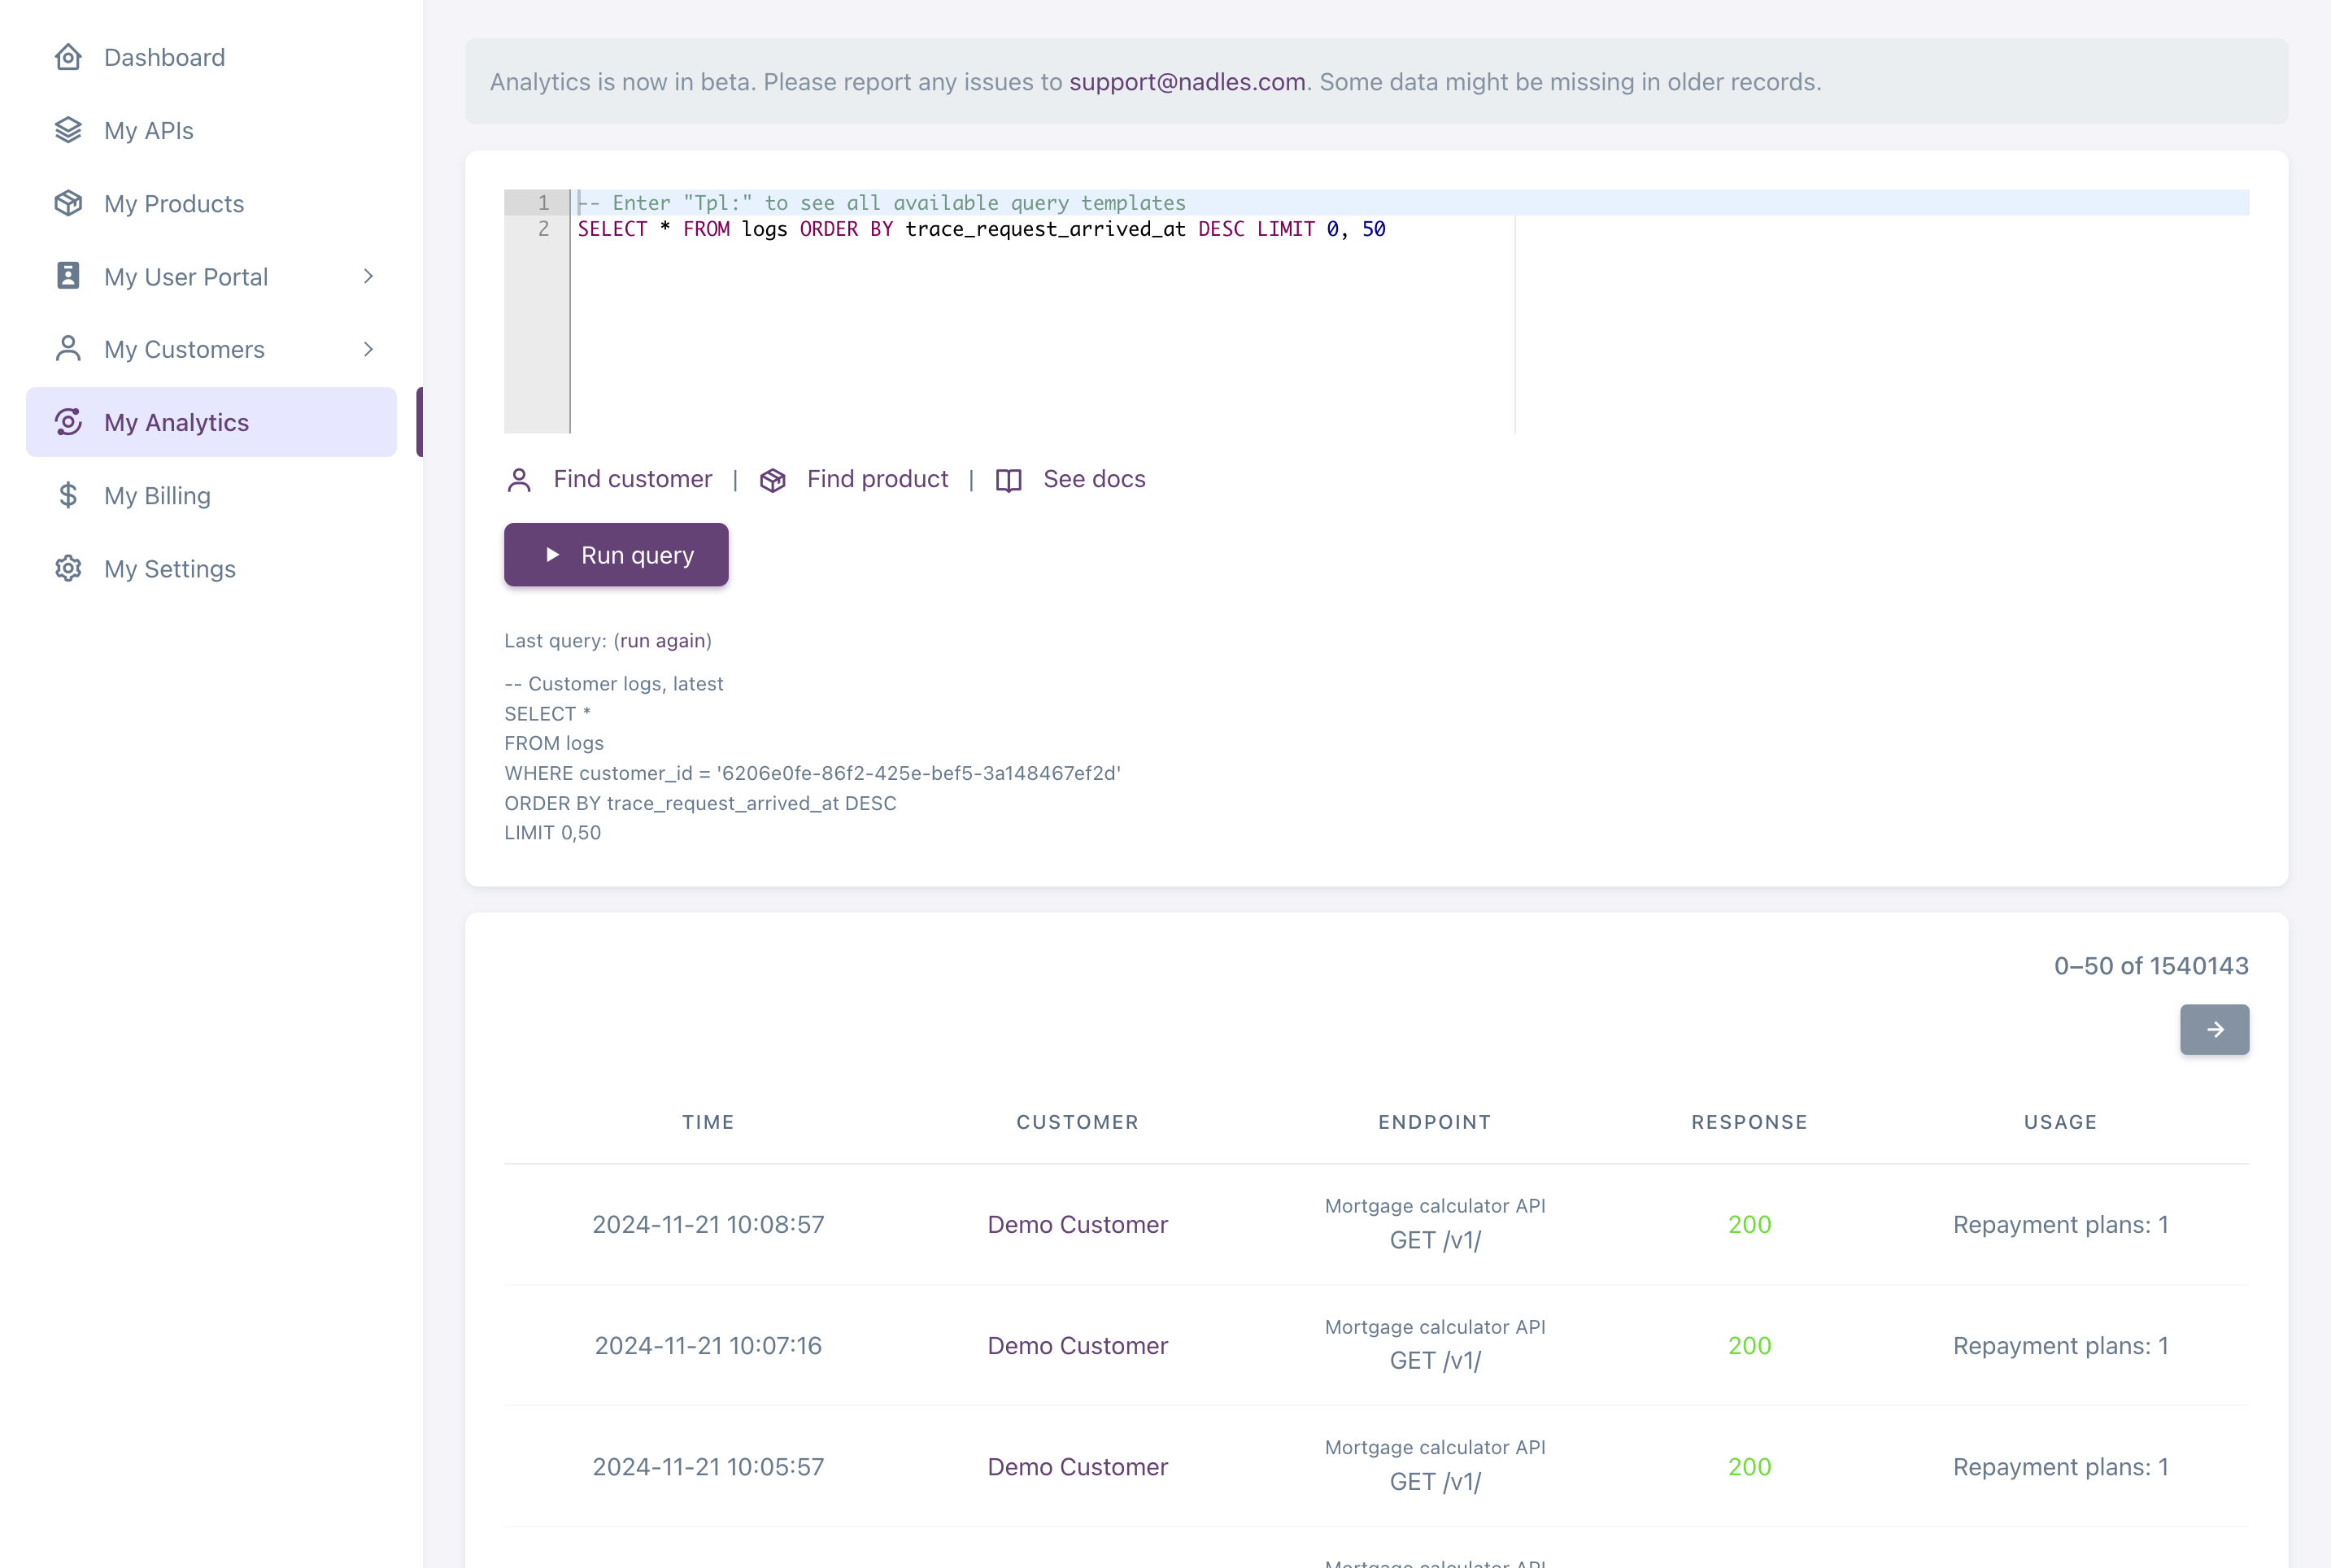 Dashboard
My APIs
My Products
My User Portal
My Customers
My Analytics
My Billing
My Settings
Analytics is now in beta. Please report any issues to support@nadles.com. Some data might be missing in older records.
1 -- Enter "Tpl:" to see all available query templates
2 SELECT * FROM logs ORDER BY trace_request_arrived_at DESC LIMIT 0, 50
Find customer | Find product | See docs
Run query
Last query: (run again)
-- Customer logs, latest
SELECT *
FROM logs
WHERE customer_id = '6206e0fe-86f2-425e-bef5-3a148467ef2d'
ORDER BY trace_request_arrived_at DESC
LIMIT 0,50
0–50 of 1540143
TIME CUSTOMER ENDPOINT RESPONSE USAGE
Mortgage calculator API
2024-11-21 10:08:57 Demo Customer GET /v1/ 200 Repayment plans: 1
Mortgage calculator API
2024-11-21 10:07:16 Demo Customer GET /v1/ 200 Repayment plans: 1
Mortgage calculator API
2024-11-21 10:05:57 Demo Customer GET /v1/ 200 Repayment plans: 1
Mortgage calculator API